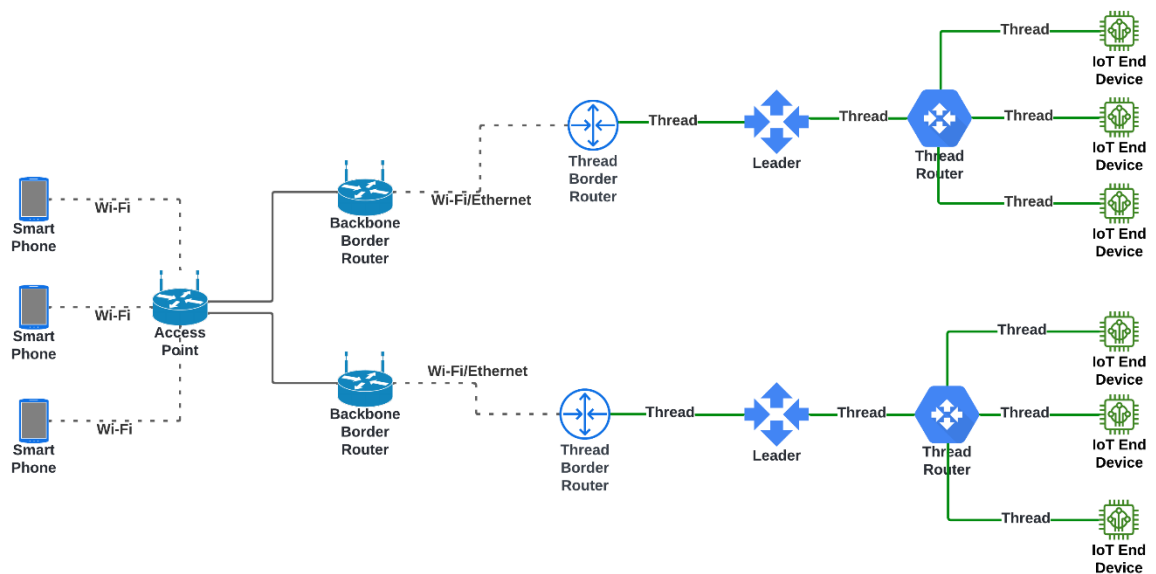 Thread
IoT End
Device
Thread
Thread
Thread
IoT End
Device
Thread
Border
Router
Leader
Thread
Router
Wi-Fi
Wi-Fi/Ethernet
Thread
IoT End
Device
Smart
Phone
Backbone
Border
Router
Wi-Fi
Smart
Phone
Access
Point
Thread
IoT End
Device
Wi-Fi/Ethernet
Wi-Fi
Thread
Thread
Thread
IoT End
Device
Smart
Phone
Backbone
Border
Router
Thread
Border
Router
Leader
Thread
Router
Thread
IoT End
Device